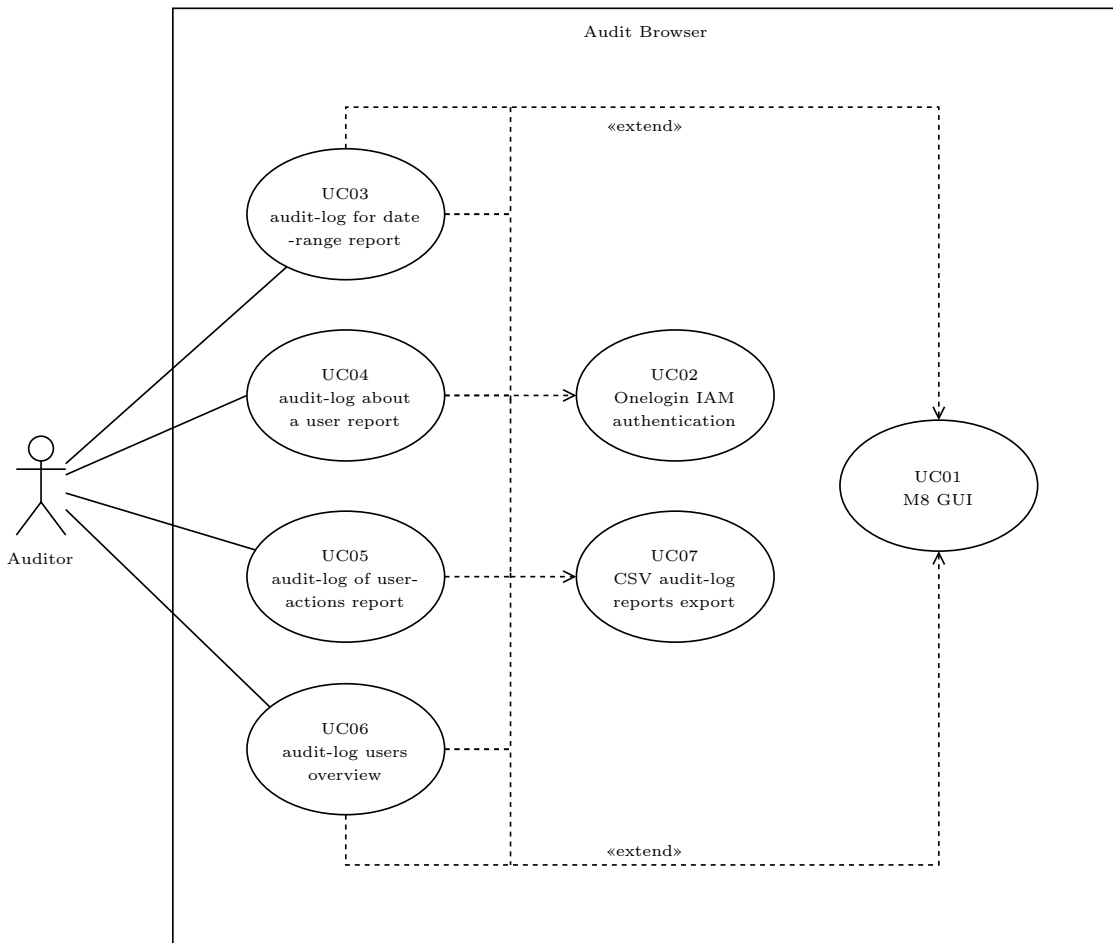 Audit Browser
«extend»
UC03
audit-log for date
-range report
UC04
audit-log about
a user report
UC02
Onelogin IAM
authentication
UC01
M8 GUI
Auditor
UC05
audit-log of user-
actions report
UC07
CSV audit-log
reports export
UC06
audit-log users
overview
«extend»